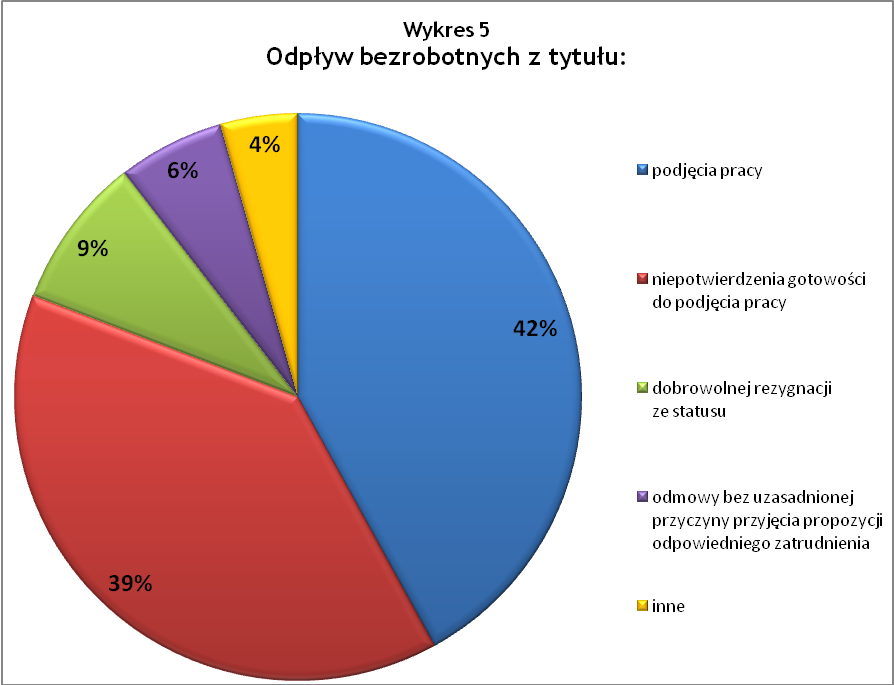 Wykres 5
Odpływ bezrobotnych z tytułu:
4%
6%
9%
42%
39%
podjęcia pracy
niepotwierdzenia gotowości
do podjęcia pracy
dobrowolnej rezygnacji
ze statusu
odmowy bez uzasadnionej
przyczyny przyjęcia propozycji
odpowiedniego zatrudnienia
inne